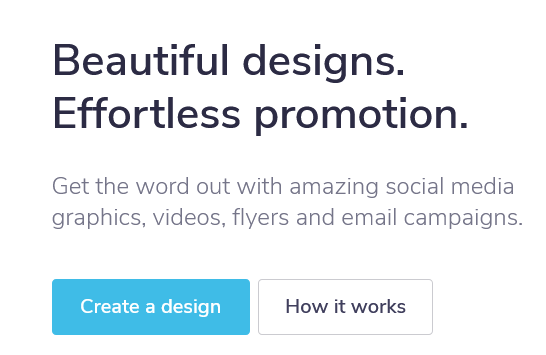 Beautiful designs.
Effortless promotion.
Get the word out with amazing social media
graphics, videos, flyers and email campaigns.
Create a design
How it works